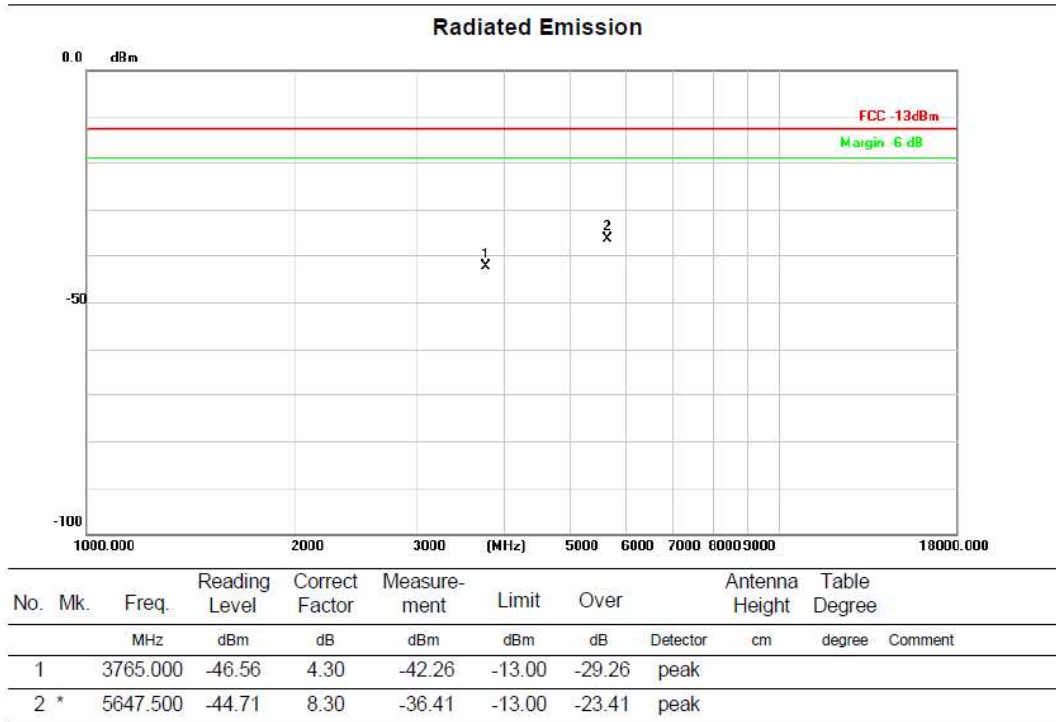 Radiated Emission
0.0 dBm
FCC -13dBm
Margin -6 dB
2
1
-50
-100
1000.000 2000 3000 (MHz) 5000 6000 7000 8000 9000 18000.000
No. Mk. Freq. Reading Level Correct Factor Measure-ment Limit Over Antenna Height Table Degree
MHz dBm dB dBm dBm dB Detector cm degree Comment
1 3765.000 -46.56 4.30 -42.26 -13.00 -29.26 peak
2 * 5647.500 -44.71 8.30 -36.41 -13.00 -23.41 peak